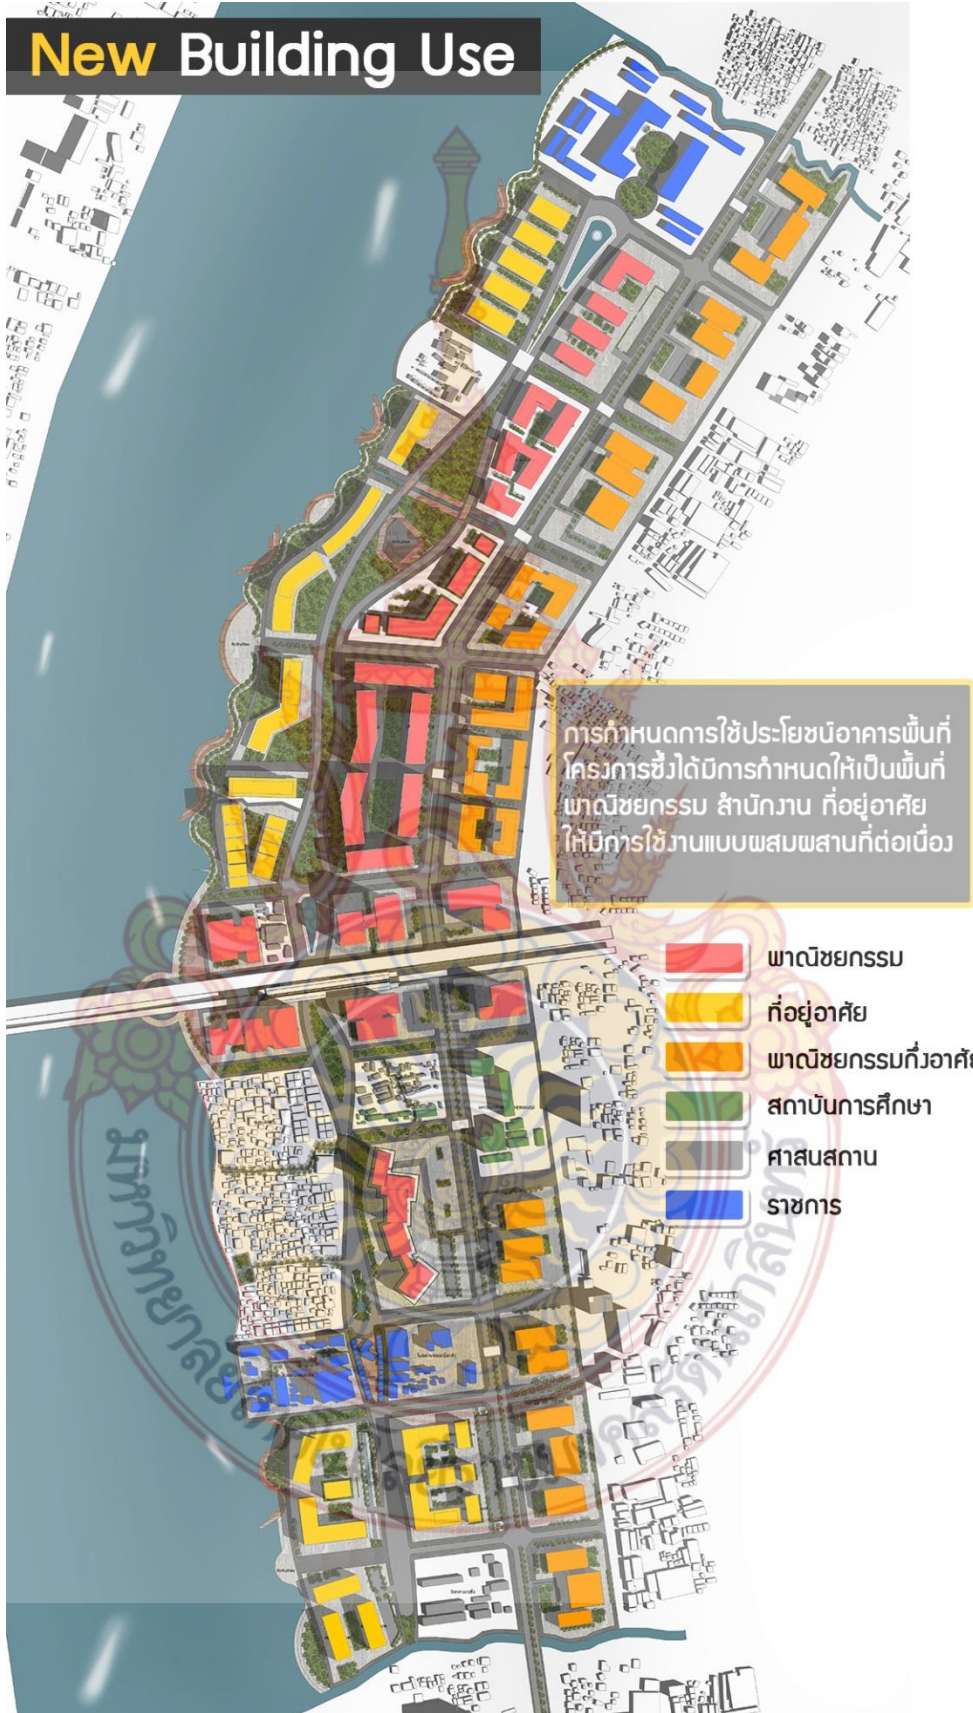 New Building Use
การกำหนดการใช้ประโยชน์อาคารพื้นที่
โครงการซึ่งได้มีการกำหนดให้เป็นพื้นที่
พาณิชยกรรม สำนักงาน ที่อยู่อาศัย
ให้มีการใช้งานแบบผสมผสานที่ต่อเนื่อง
พาณิชยกรรม
ที่อยู่อาศัย
พาณิชยกรรมกึ่งอาศัย
สถาบันการศึกษา
ศาสนสถาน
ราชการ